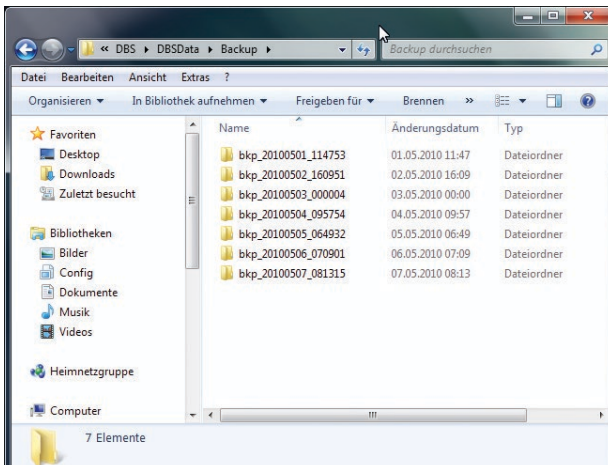 « DBS ▸ DBSData ▸ Backup ▸ Backup durchsuchen
Datei Bearbeiten Ansicht Extras ?
Organisieren ▾ In Bibliothek aufnehmen ▾ Freigeben für ▾ Brennen »
Name Änderungsdatum Typ
Favoriten
Desktop
Downloads
Zuletzt besucht
Bibliotheken
Bilder
Config
Dokumente
Musik
Videos
Heimnetzgruppe
Computer
bkp_20100501_114753 01.05.2010 11:47 Dateiordner
bkp_20100502_160951 02.05.2010 16:09 Dateiordner
bkp_20100503_000004 03.05.2010 00:00 Dateiordner
bkp_20100504_095754 04.05.2010 09:57 Dateiordner
bkp_20100505_064932 05.05.2010 06:49 Dateiordner
bkp_20100506_070901 06.05.2010 07:09 Dateiordner
bkp_20100507_081315 07.05.2010 08:13 Dateiordner
7 Elemente